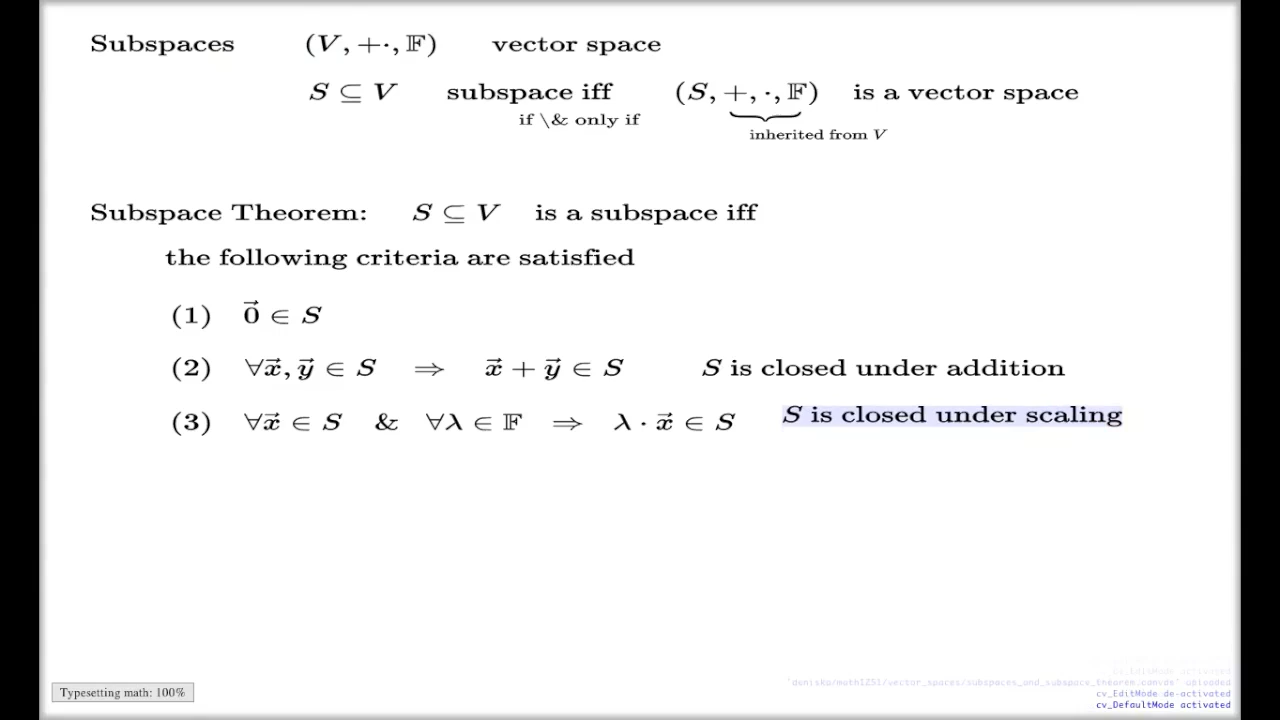 Subspaces (V, +·, 𝔽) vector space
S ⊆ V subspace iff (S, +, ·, 𝔽) is a vector space
if \& only if
inherited from V
Subspace Theorem: S ⊆ V is a subspace iff
the following criteria are satisfied
(1) 0⃗ ∈ S
(2) ∀x⃗, y⃗ ∈ S ⇒ x⃗ + y⃗ ∈ S S is closed under addition
(3) ∀x⃗ ∈ S & ∀λ ∈ 𝔽 ⇒ λ · x⃗ ∈ S S is closed under scaling
Typesetting math: 100%
cv_EditMode activated
cv_EditMode de-activated
cv_DefaultMode activated